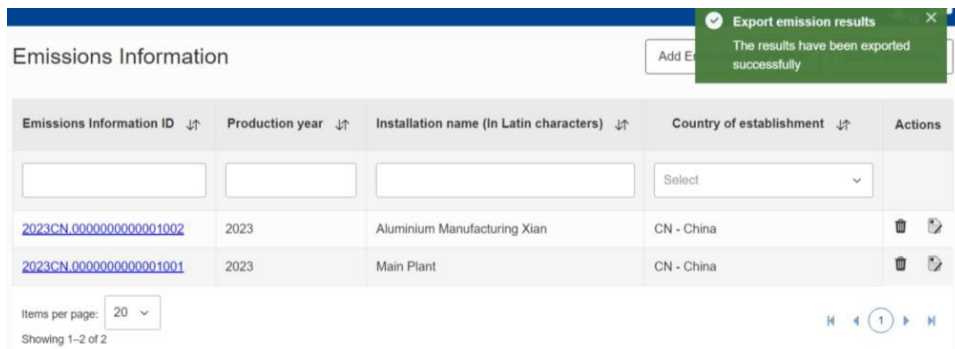 Export emission results
The results have been exported
successfully
Emissions Information
Add E
Emissions Information ID
Production year
Installation name (In Latin characters)
Country of establishment
Actions
Select
2023CN.0000000000001002
2023
Aluminium Manufacturing Xian
CN - China
2023CN.0000000000001001
2023
Main Plant
CN - China
Items per page:
20
1
Showing 1–2 of 2